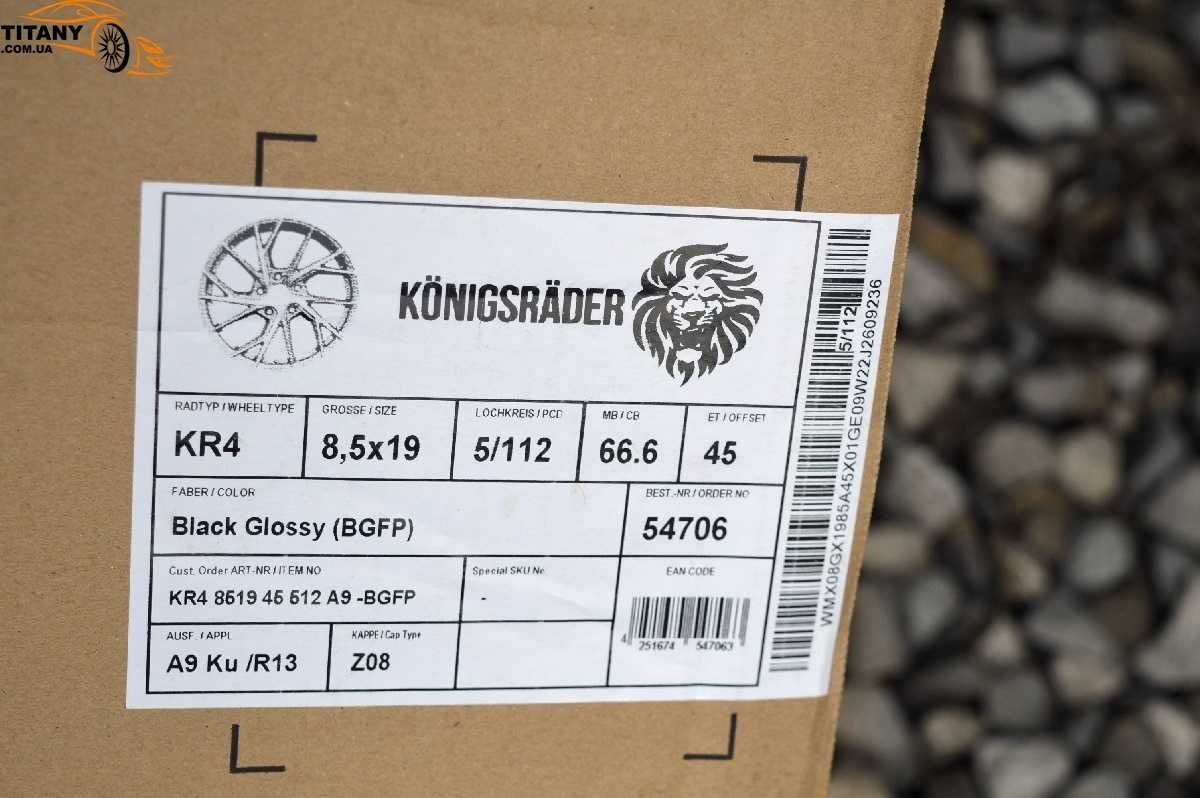 TITANY
.COM.UA
KÖNIGSRÄDER
RADTYP / WHEELTYPE
KR4
GROSSE / SIZE
8,5x19
LOCHKREIS / PCD
5/112
MB / CB
66.6
ET / OFFSET
45
FABER / COLOR
Black Glossy (BGFP)
BEST.-NR / ORDER NO
54706
Cust. Order ART-NR / ITEM NO
KR4 8519 45 512 A9 -BGFP
Special SKU No
-
EAN CODE
4 251674 547063
AUSF. / APPL
A9 Ku /R13
KAPPE / Cap Type
Z08
5/112
WMX08GX1985A45X01GE09W22J2609236